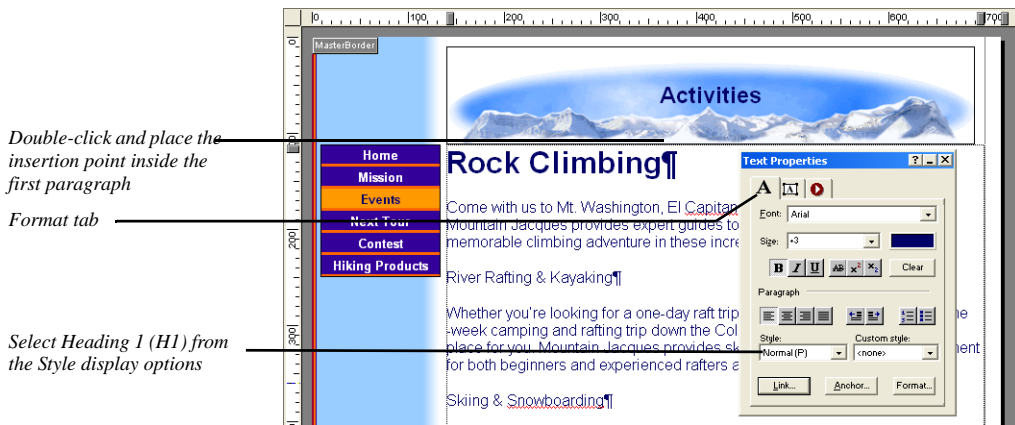 0 100 200 300 400 500 600 700
MasterBorder
Activities
Double-click and place the
insertion point inside the
first paragraph
Format tab
Select Heading 1 (H1) from
the Style display options
Home
Mission
Events
Next Tour
Contest
Hiking Products
Rock Climbing¶
Come with us to Mt. Washington, El Capitan
Mountain Jacques provides expert guides to
memorable climbing adventure in these incre
River Rafting & Kayaking¶
Whether you're looking for a one-day raft trip ne
-week camping and rafting trip down the Col
place for you. Mountain Jacques provides sk ent
for both beginners and experienced rafters a
Skiing & Snowboarding¶
Text Properties
A
Font: Arial
Size: +3
B I U AB x² x₂ Clear
Paragraph
Style: Custom style:
Normal (P) <none>
Link... Anchor... Format...
0
200
300